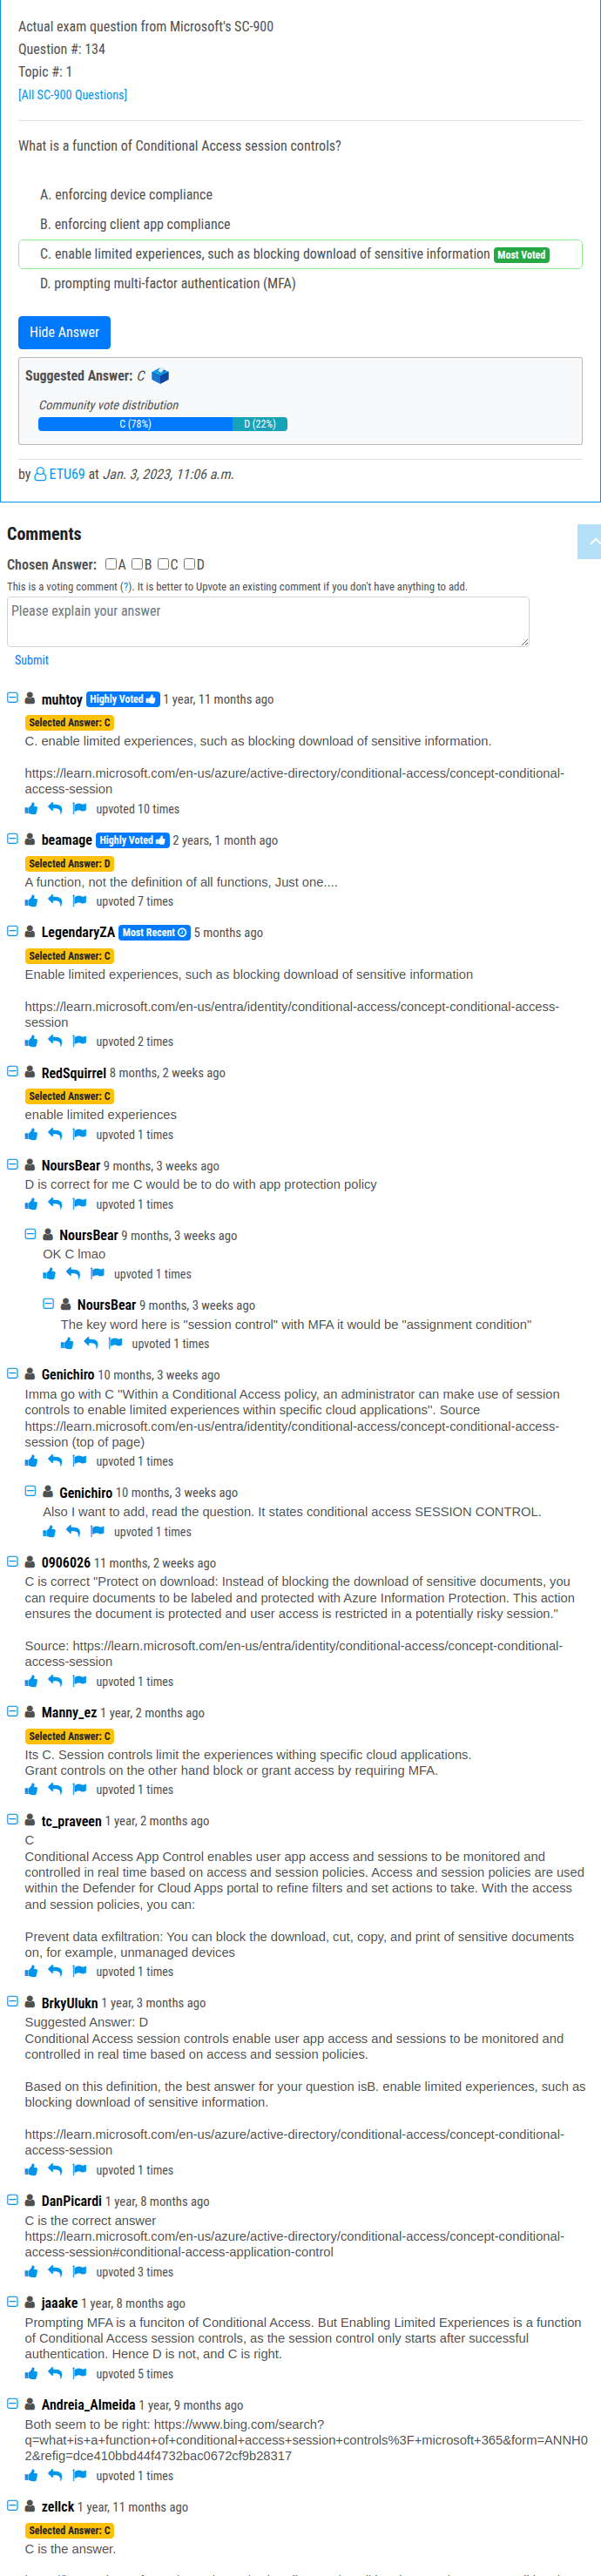 Actual exam question from Microsoft's SC-900
Question #: 134
Topic #: 1
[All SC-900 Questions]
What is a function of Conditional Access session controls?
A. enforcing device compliance
B. enforcing client app compliance
C. enable limited experiences, such as blocking download of sensitive information Most Voted
D. prompting multi-factor authentication (MFA)
Hide Answer
Suggested Answer: C
Community vote distribution
C (78%) D (22%)
by ETU69 at Jan. 3, 2023, 11:06 a.m.
Comments
Chosen Answer: A B C D
This is a voting comment (?). It is better to Upvote an existing comment if you don't have anything to add.
Please explain your answer
Submit
muhtoy Highly Voted 1 year, 11 months ago
Selected Answer: C
C. enable limited experiences, such as blocking download of sensitive information.
https://learn.microsoft.com/en-us/azure/active-directory/conditional-access/concept-conditional-
access-session
upvoted 10 times
beamage Highly Voted 2 years, 1 month ago
Selected Answer: D
A function, not the definition of all functions, Just one....
upvoted 7 times
LegendaryZA Most Recent 5 months ago
Selected Answer: C
Enable limited experiences, such as blocking download of sensitive information
https://learn.microsoft.com/en-us/entra/identity/conditional-access/concept-conditional-access-
session
upvoted 2 times
RedSquirrel 8 months, 2 weeks ago
Selected Answer: C
enable limited experiences
upvoted 1 times
NoursBear 9 months, 3 weeks ago
D is correct for me C would be to do with app protection policy
upvoted 1 times
NoursBear 9 months, 3 weeks ago
OK C lmao
upvoted 1 times
NoursBear 9 months, 3 weeks ago
The key word here is "session control" with MFA it would be "assignment condition"
upvoted 1 times
Genichiro 10 months, 3 weeks ago
Imma go with C "Within a Conditional Access policy, an administrator can make use of session
controls to enable limited experiences within specific cloud applications". Source
https://learn.microsoft.com/en-us/entra/identity/conditional-access/concept-conditional-access-
session (top of page)
upvoted 1 times
Genichiro 10 months, 3 weeks ago
Also I want to add, read the question. It states conditional access SESSION CONTROL.
upvoted 1 times
0906026 11 months, 2 weeks ago
C is correct "Protect on download: Instead of blocking the download of sensitive documents, you
can require documents to be labeled and protected with Azure Information Protection. This action
ensures the document is protected and user access is restricted in a potentially risky session."
Source: https://learn.microsoft.com/en-us/entra/identity/conditional-access/concept-conditional-
access-session
upvoted 1 times
Manny_ez 1 year, 2 months ago
Selected Answer: C
Its C. Session controls limit the experiences withing specific cloud applications.
Grant controls on the other hand block or grant access by requiring MFA.
upvoted 1 times
tc_praveen 1 year, 2 months ago
C
Conditional Access App Control enables user app access and sessions to be monitored and
controlled in real time based on access and session policies. Access and session policies are used
within the Defender for Cloud Apps portal to refine filters and set actions to take. With the access
and session policies, you can:
Prevent data exfiltration: You can block the download, cut, copy, and print of sensitive documents
on, for example, unmanaged devices
upvoted 1 times
BrkyUlukn 1 year, 3 months ago
Suggested Answer: D
Conditional Access session controls enable user app access and sessions to be monitored and
controlled in real time based on access and session policies.
Based on this definition, the best answer for your question isB. enable limited experiences, such as
blocking download of sensitive information.
https://learn.microsoft.com/en-us/azure/active-directory/conditional-access/concept-conditional-
access-session
upvoted 1 times
DanPicardi 1 year, 8 months ago
C is the correct answer
https://learn.microsoft.com/en-us/azure/active-directory/conditional-access/concept-conditional-
access-session#conditional-access-application-control
upvoted 3 times
jaaake 1 year, 8 months ago
Prompting MFA is a funciton of Conditional Access. But Enabling Limited Experiences is a function
of Conditional Access session controls, as the session control only starts after successful
authentication. Hence D is not, and C is right.
upvoted 5 times
Andreia_Almeida 1 year, 9 months ago
Both seem to be right: https://www.bing.com/search?
q=what+is+a+function+of+conditional+access+session+controls%3F+microsoft+365&form=ANNH0
2&refig=dce410bbd44f4732bac0672cf9b28317
upvoted 1 times
zellck 1 year, 11 months ago
Selected Answer: C
C is the answer.